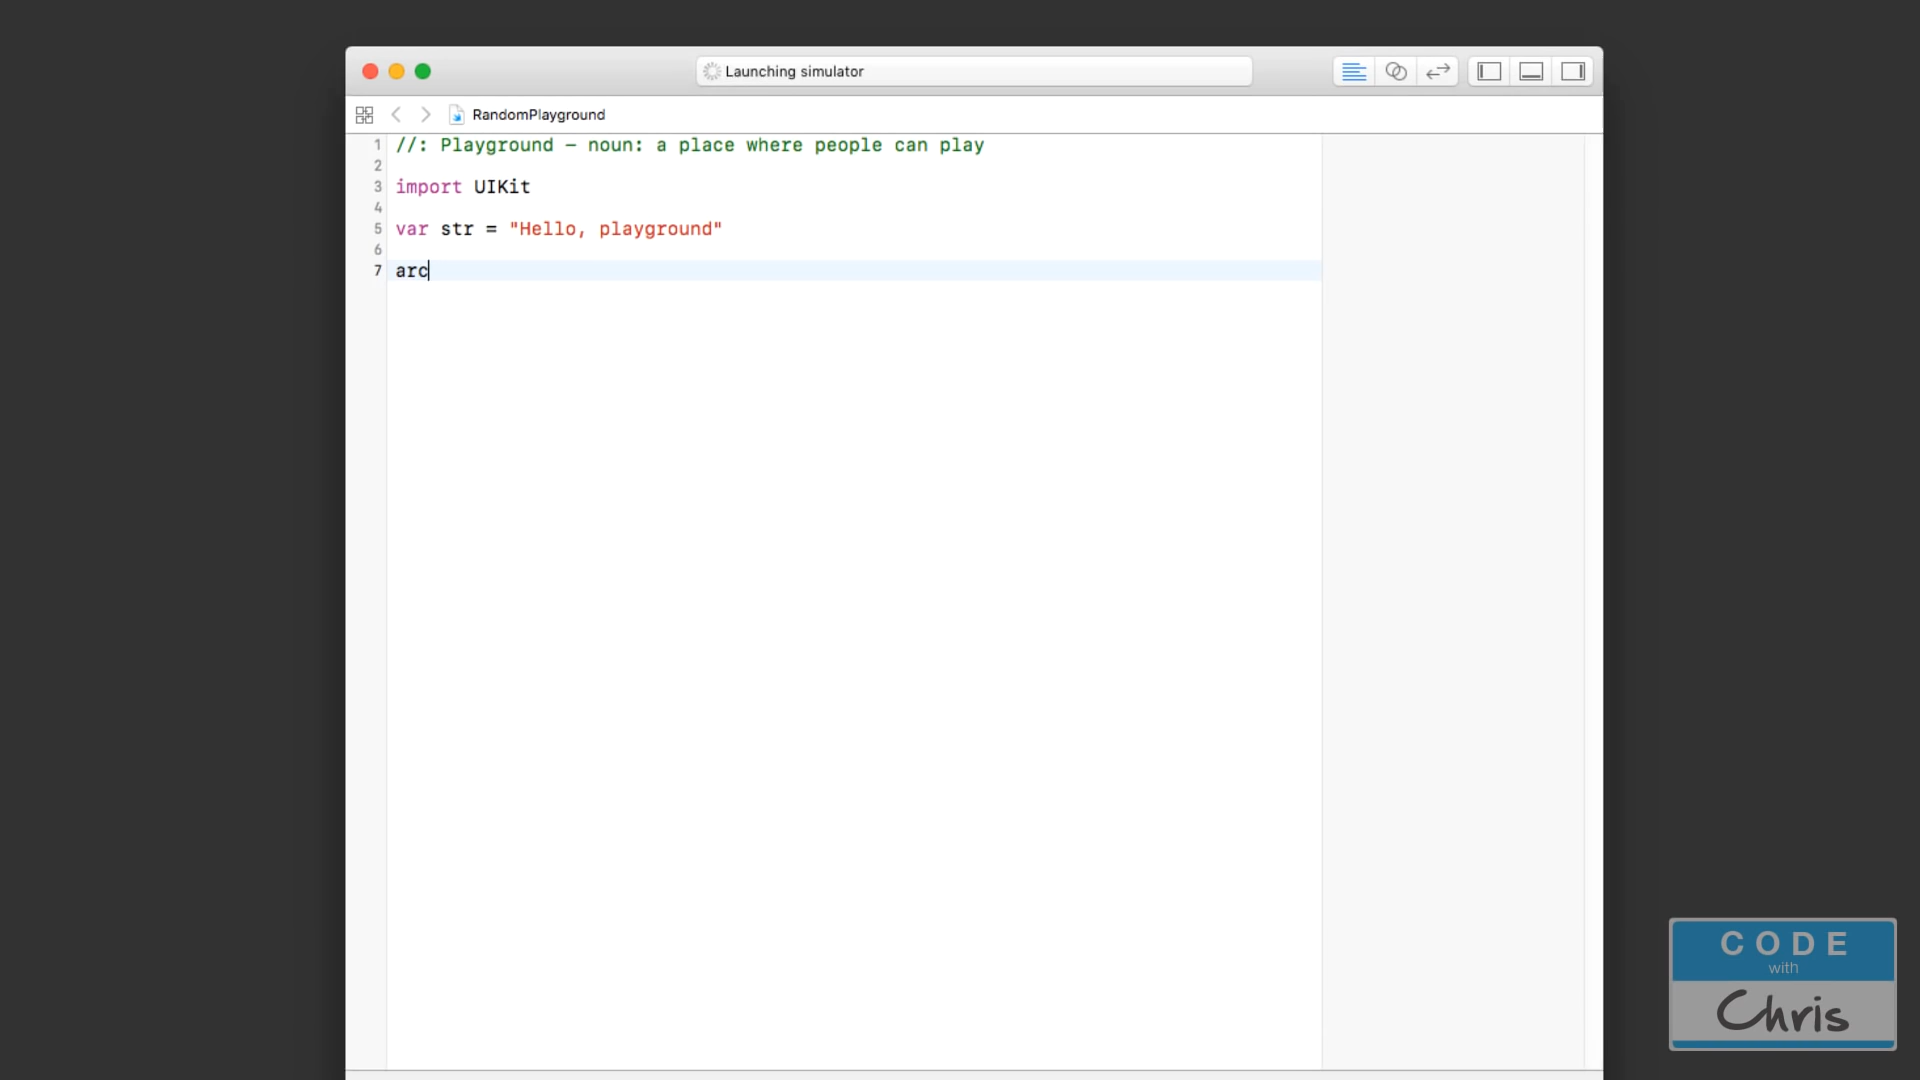 Launching simulator
RandomPlayground
1 //: Playground – noun: a place where people can play
2
3 import UIKit
4
5 var str = "Hello, playground"
6
7 arc
CODE
with
Chris